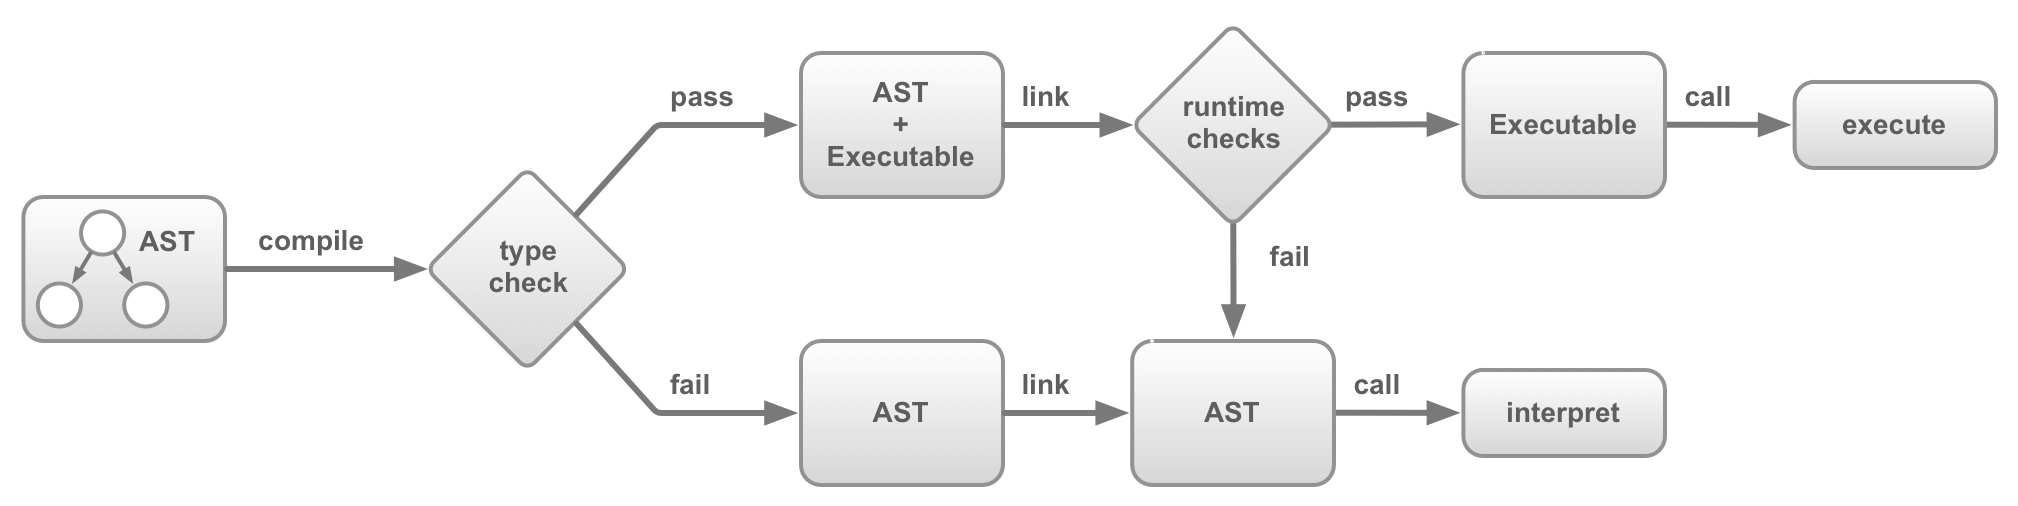 AST
compile
type
check
pass
AST
+
Executable
link
runtime
checks
pass
Executable
call
execute
fail
fail
AST
link
AST
call
interpret